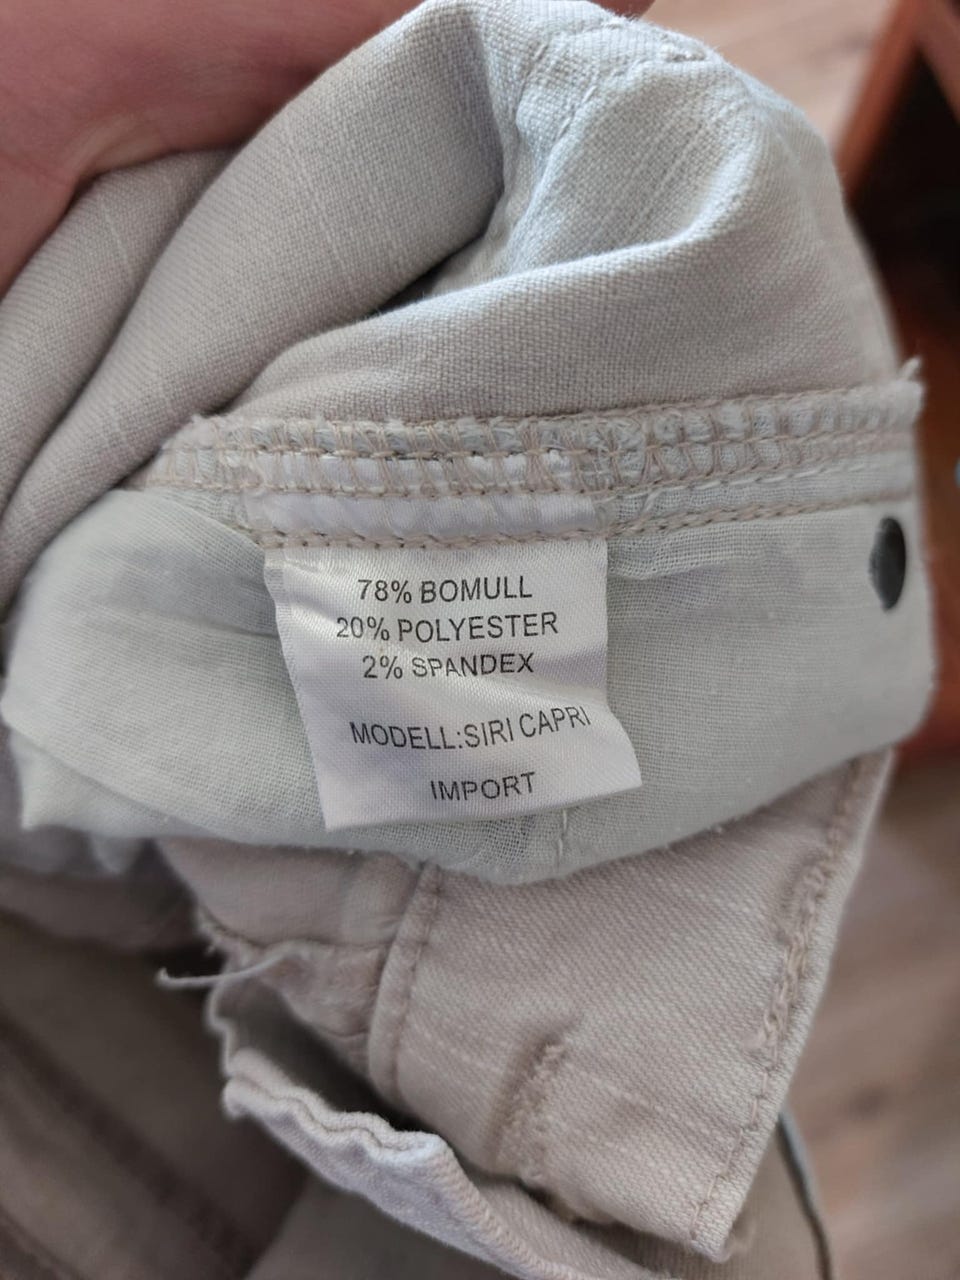 78% BOMULL
20% POLYESTER
2% SPANDEX
MODELL:SIRI CAPRI
IMPORT